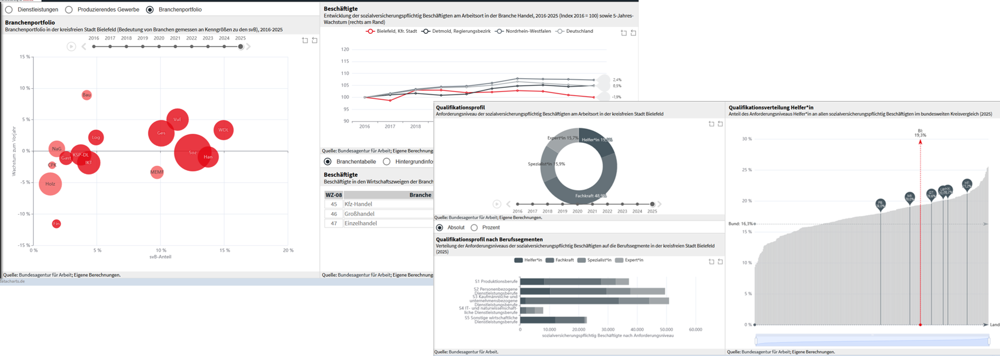 Dienstleistungen Produzierendes Gewerbe Branchenportfolio
Branchenportfolio
Branchenportfolio in der kreisfreien Stadt Bielefeld (Bedeutung von Branchen gemessen an Kenngrößen zu den svB), 2016-2025
2016 2017 2018 2019 2020 2021 2022 2023 2024 2025
15 %
10 %
5 %
0 %
-5 %
-10 %
-15 %
Wachstum zum Vorjahr
Bau
VuE
Ges
WDL
Log
NaG
KSP-DL
Gast
IKT
CPK
Soz
Han
MEMF
Holz
Fin
0 % 5 % 10 % 15 % 20 %
svB-Anteil
Quelle: Bundesagentur für Arbeit; Eigene Berechnungen.
datacharts.de
Beschäftigte
Entwicklung der sozialversicherungspflichtig Beschäftigten am Arbeitsort in der Branche Handel, 2016-2025 (Index 2016 = 100) sowie 5-Jahres-
Wachstum (rechts am Rand)
Bielefeld, Kfr. Stadt Detmold, Regierungsbezirk Nordrhein-Westfalen Deutschland
120
115
110
105
100
95
90
2,4%
0,5%
-1,9%
2016 2017 2018
Quelle: Bundesagentur für Arbeit; Eigene Berechnung
Branchentabelle Hintergrundinfo
Beschäftigte
Beschäftigte in den Wirtschaftszweigen der Branch
WZ-08 Branche
45 Kfz-Handel
46 Großhandel
47 Einzelhandel
Quelle: Bundesagentur für Arbeit; Eigene Berechnung
Qualifikationsprofil
Anforderungsniveau der sozialversicherungspflichtig Beschäftigten am Arbeitsort in der kreisfreien Stadt Bielefeld
Expert*in 15,7%
Helfer*in 19,3%
Spezialist*in 15,9%
Fachkraft 48,9%
2016 2017 2018 2019 2020 2021 2022 2023 2024 2025
Quelle: Bundesagentur für Arbeit; Eigene Berechnungen.
Absolut Prozent
Qualifikationsprofil nach Berufssegmenten
Verteilung der Anforderungsniveaus der sozialversicherungspflichtig Beschäftigten auf die Berufssegmente in der kreisfreien Stadt Bielefeld
(2025)
Helfer*in Fachkraft Spezialist*in Expert*in
S1 Produktionsberufe
S2 Personenbezogene
Dienstleistungsberufe
S3 Kaufmännische und
unternehmensbezogene
Dienstleistungsberufe
S4 IT- und naturwissenschaft-
liche Dienstleistungsberufe
S5 Sonstige wirtschaftliche
Dienstleistungsberufe
0 10.000 20.000 30.000 40.000 50.000 60.000
sozialversicherungspflichtig Beschäftigte nach Anforderungsniveau
Quelle: Bundesagentur für Arbeit.
Qualifikationsverteilung Helfer*in
Anteil des Anforderungsniveaus Helfer*in an allen sozialversicherungspflichtig Beschäftigten im bundesweiten Kreisvergleich (2025)
BI:
19,3%
30 %
25 %
20 %
Bund: 16,3%
15 %
10 %
5 %
0 %
PB:
18,0%
MI:
19,0%
GT:
19,6%
HX:
HF:
21,2%
Land
Quelle: Bundesagentur für Arbeit; Eigene Berechnungen.